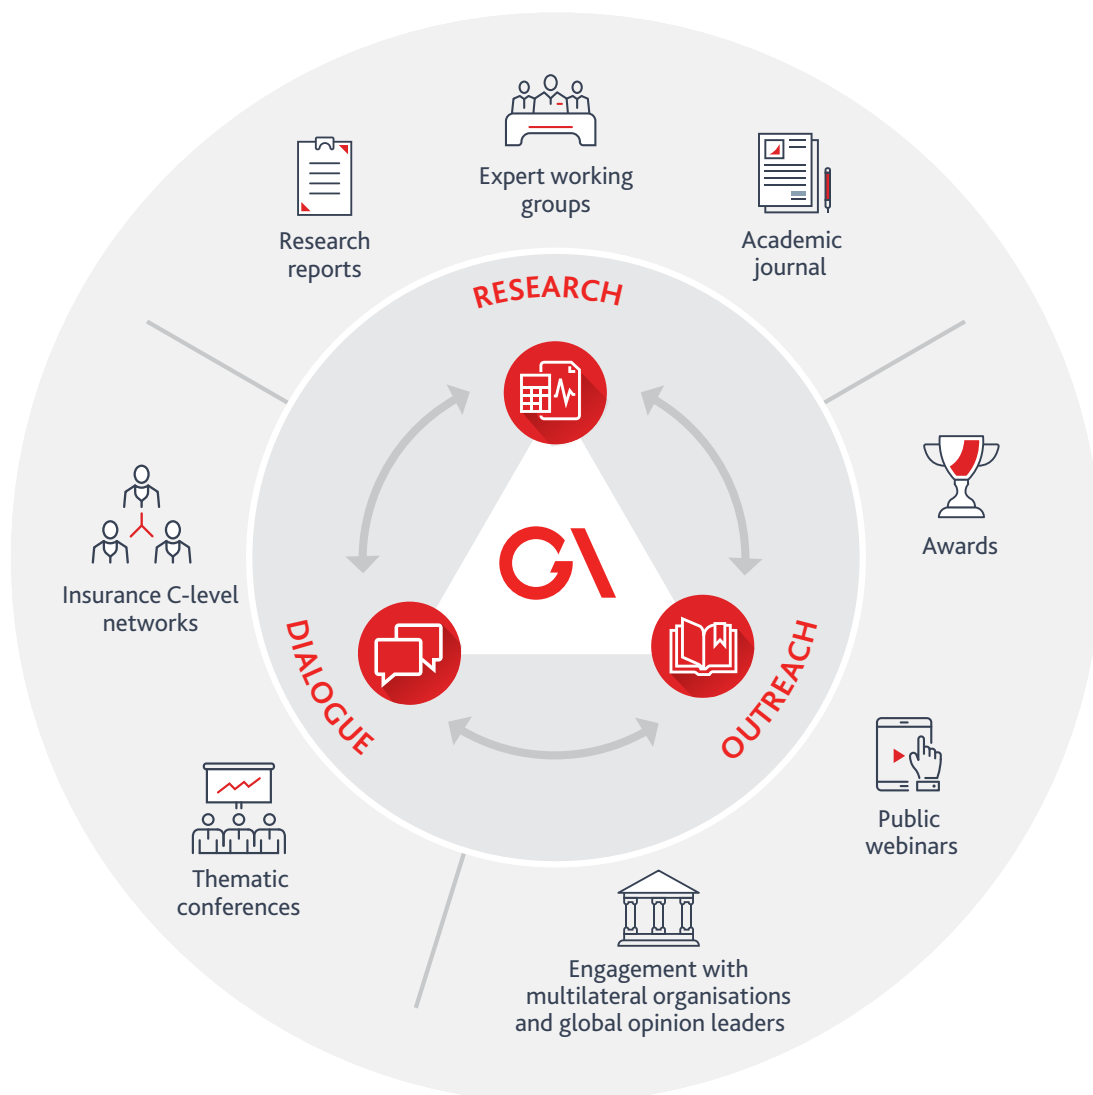 Expert working
groups
Research
reports
Academic
journal
RESEARCH
Awards
GA
Insurance C-level
networks
DIALOGUE
OUTREACH
Public
webinars
Thematic
conferences
Engagement with
multilateral organisations
and global opinion leaders